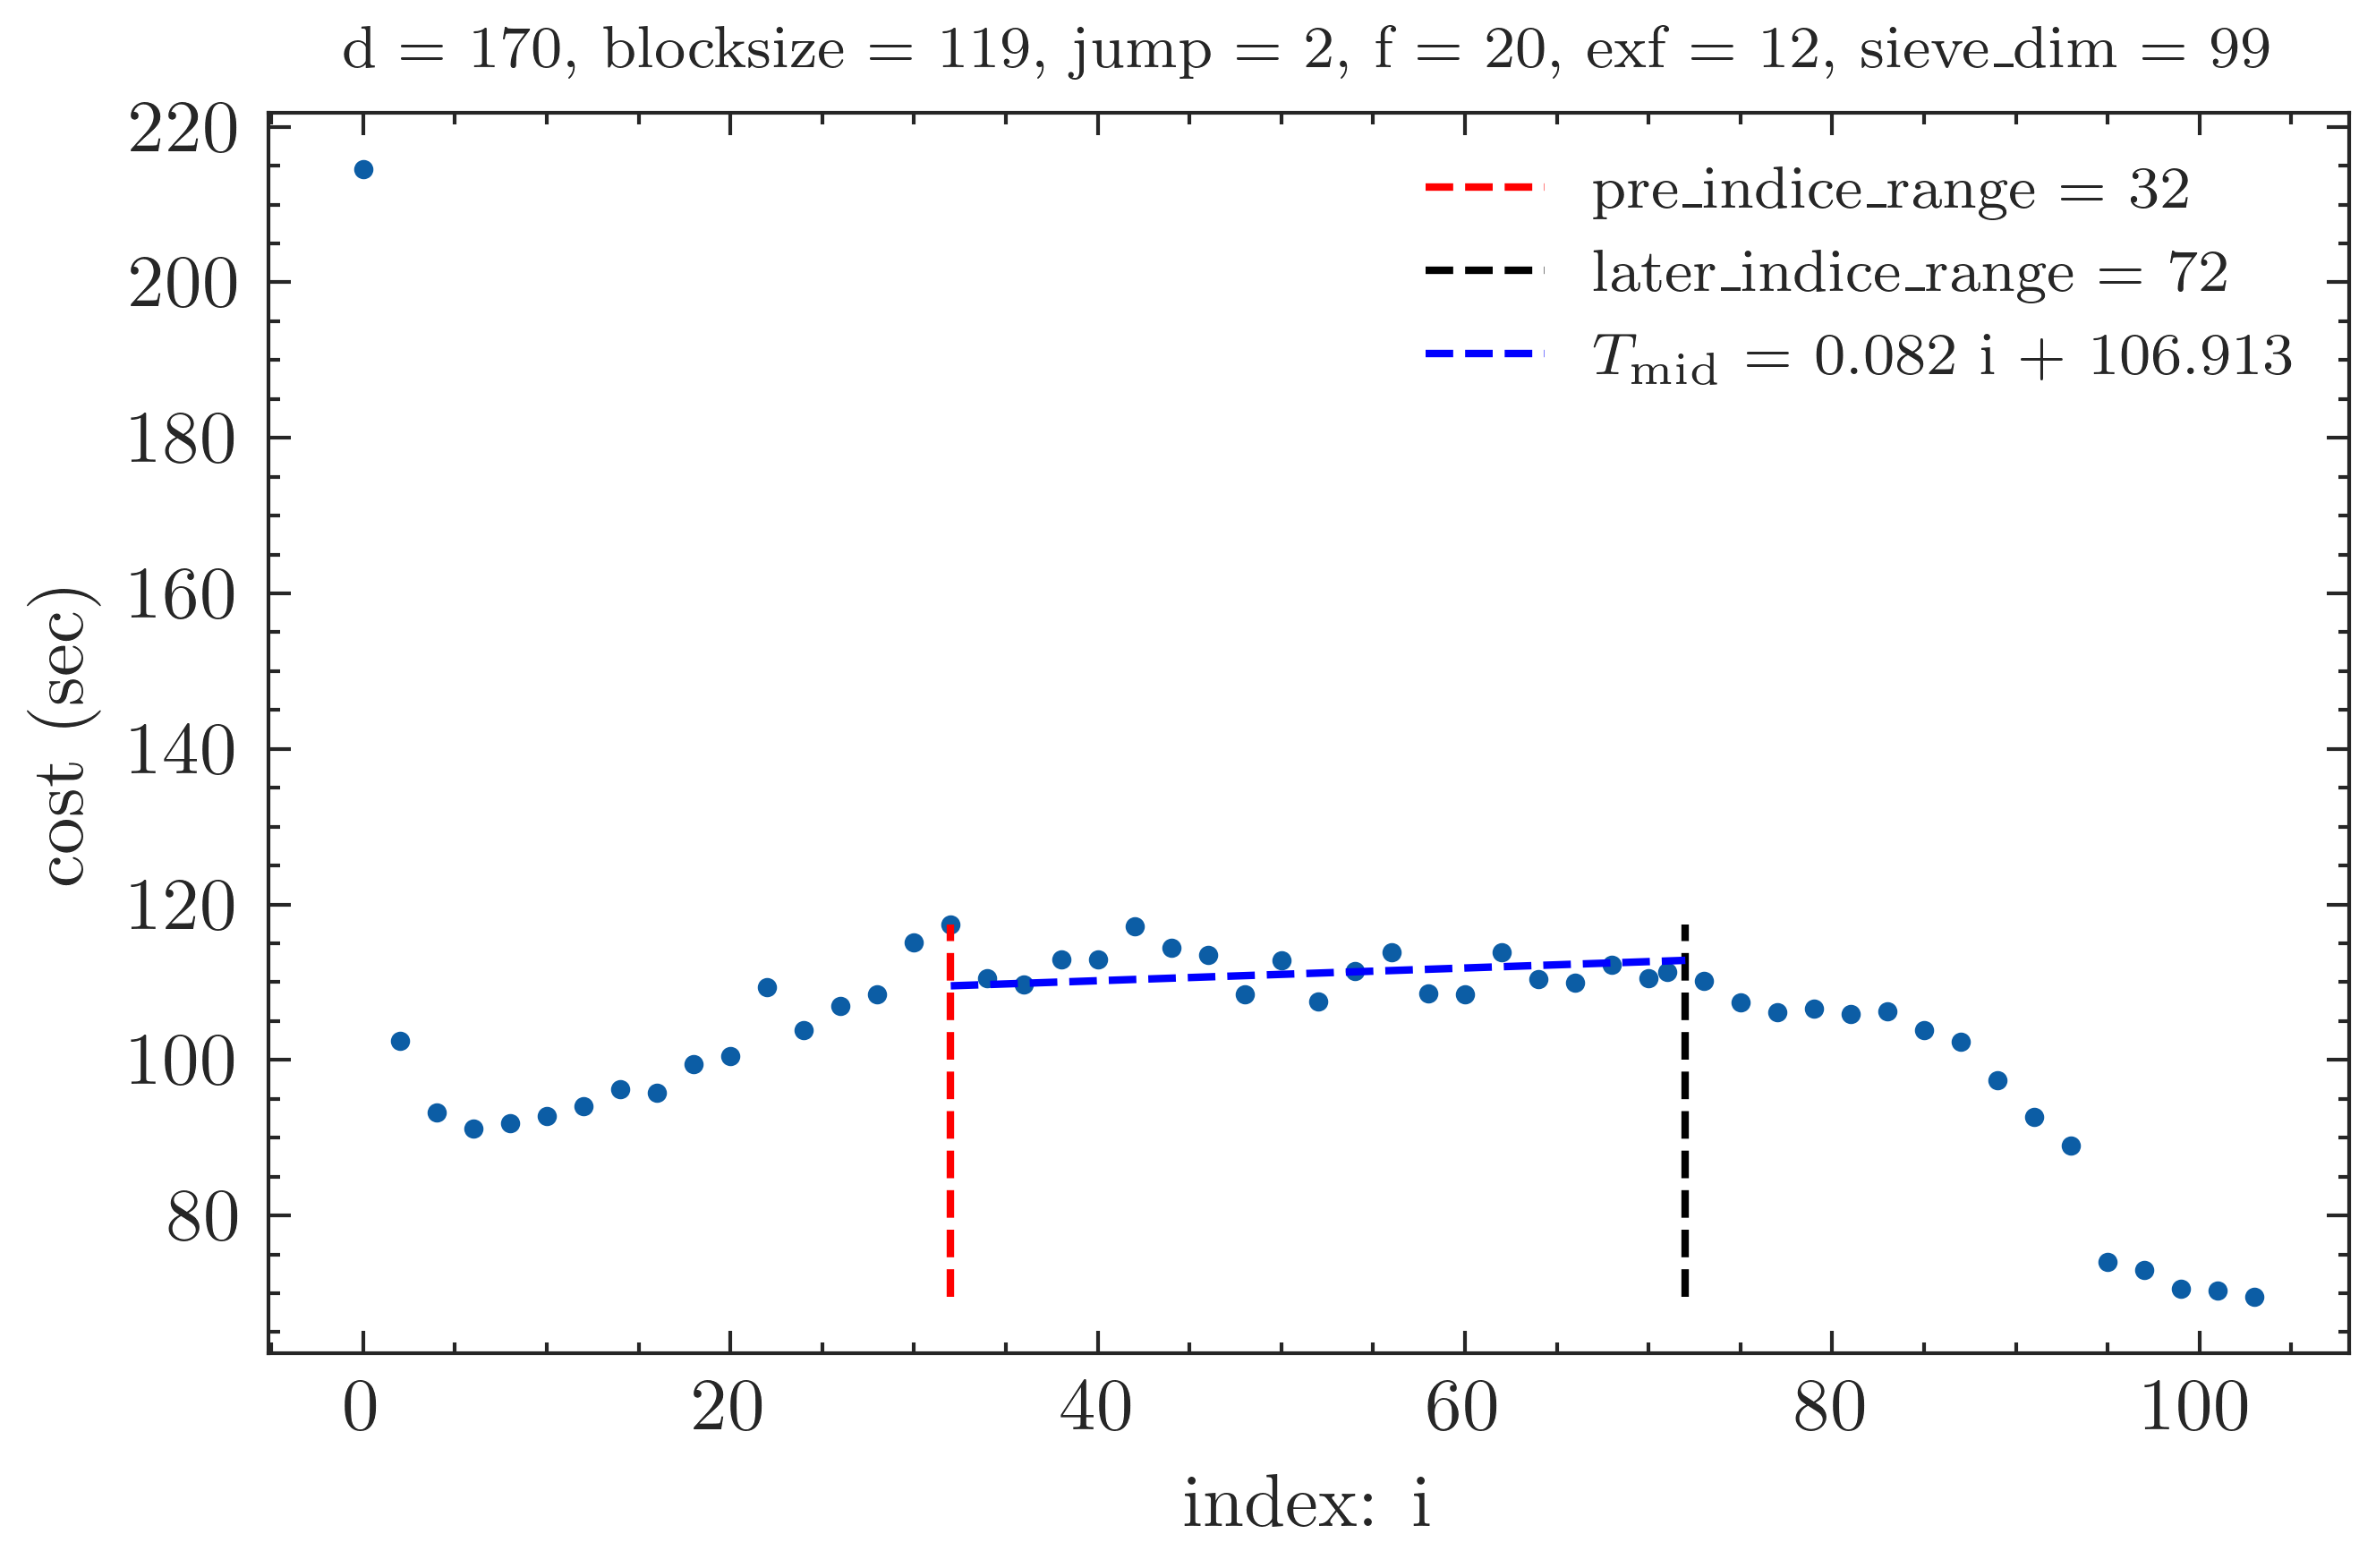 d = 170, blocksize = 119, jump = 2, f = 20, exf = 12, sieve_dim = 99
220
200
180
160
140
120
100
80
cost (sec)
pre_indice_range = 32
later_indice_range = 72
T_mid = 0.082 i + 106.913
0 20 40 60 80 100
index: i